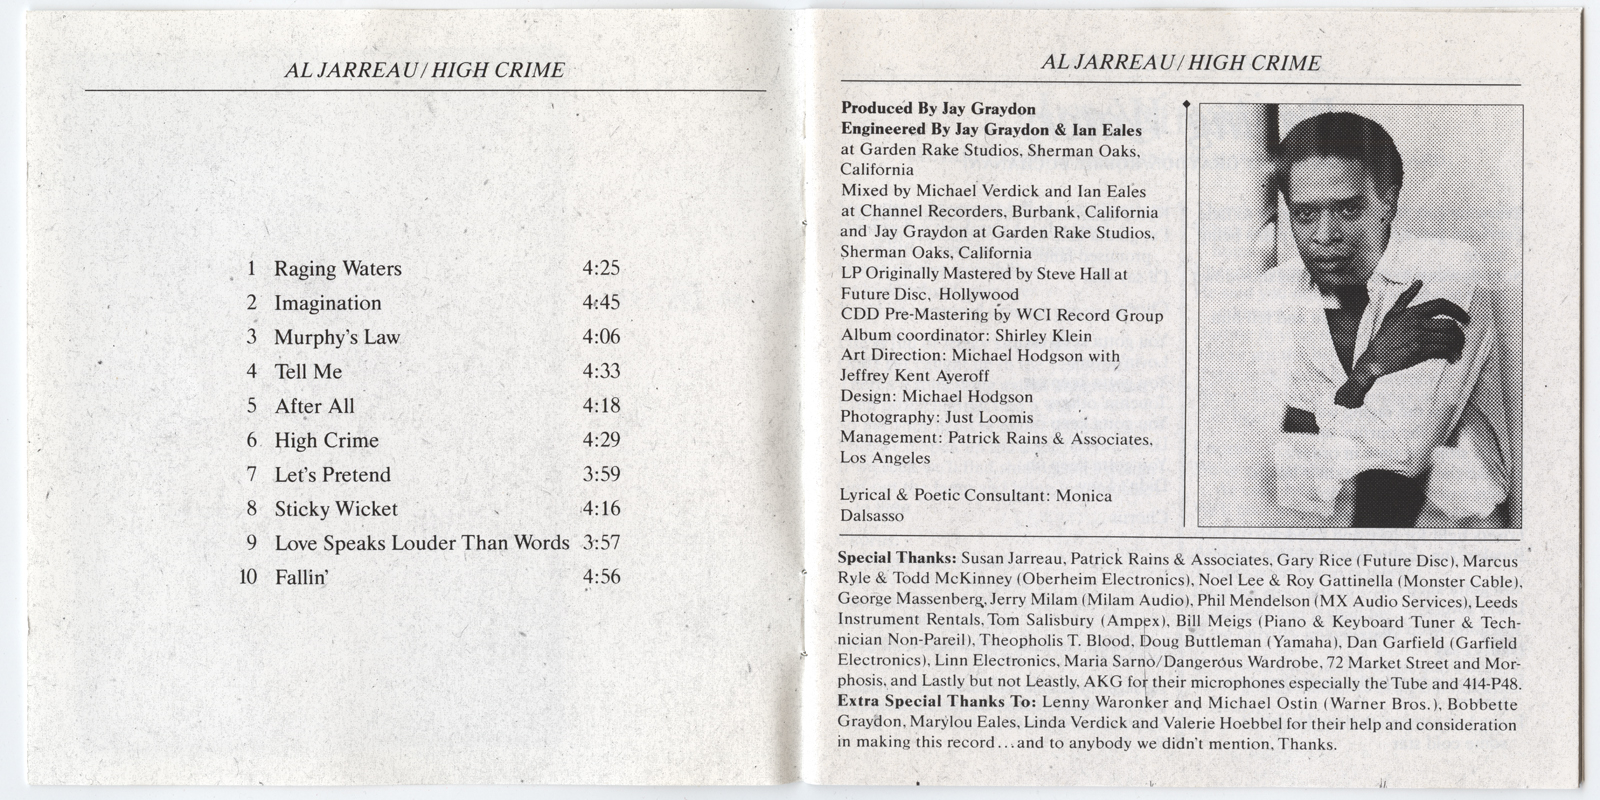 AL JARREAU/HIGH CRIME
1 Raging Waters 4:25
2 Imagination 4:45
3 Murphy's Law 4:06
4 Tell Me 4:33
5 After All 4:18
6 High Crime 4:29
7 Let's Pretend 3:59
8 Sticky Wicket 4:16
9 Love Speaks Louder Than Words 3:57
10 Fallin' 4:56
AL JARREAU/HIGH CRIME
Produced By Jay Graydon
Engineered By Jay Graydon & Ian Eales
at Garden Rake Studios, Sherman Oaks,
California
Mixed by Michael Verdick and Ian Eales
at Channel Recorders, Burbank, California
and Jay Graydon at Garden Rake Studios,
Sherman Oaks, California
LP Originally Mastered by Steve Hall at
Future Disc, Hollywood
CDD Pre-Mastering by WCI Record Group
Album coordinator: Shirley Klein
Art Direction: Michael Hodgson with
Jeffrey Kent Ayeroff
Design: Michael Hodgson
Photography: Just Loomis
Management: Patrick Rains & Associates,
Los Angeles
Lyrical & Poetic Consultant: Monica
Dalsasso
Special Thanks: Susan Jarreau, Patrick Rains & Associates, Gary Rice (Future Disc), Marcus
Ryle & Todd McKinney (Oberheim Electronics), Noel Lee & Roy Gattinella (Monster Cable),
George Massenberg, Jerry Milam (Milam Audio), Phil Mendelson (MX Audio Services), Leeds
Instrument Rentals, Tom Salisbury (Ampex), Bill Meigs (Piano & Keyboard Tuner & Tech-
nician Non-Pareil), Theopholis T. Blood, Doug Buttleman (Yamaha), Dan Garfield (Garfield
Electronics), Linn Electronics, Maria Sarno/Dangerous Wardrobe, 72 Market Street and Mor-
phosis, and Lastly but not Leastly, AKG for their microphones especially the Tube and 414-P48.
Extra Special Thanks To: Lenny Waronker and Michael Ostin (Warner Bros.), Bobbette
Graydon, Marylou Eales, Linda Verdick and Valerie Hoebbel for their help and consideration
in making this record...and to anybody we didn't mention, Thanks.